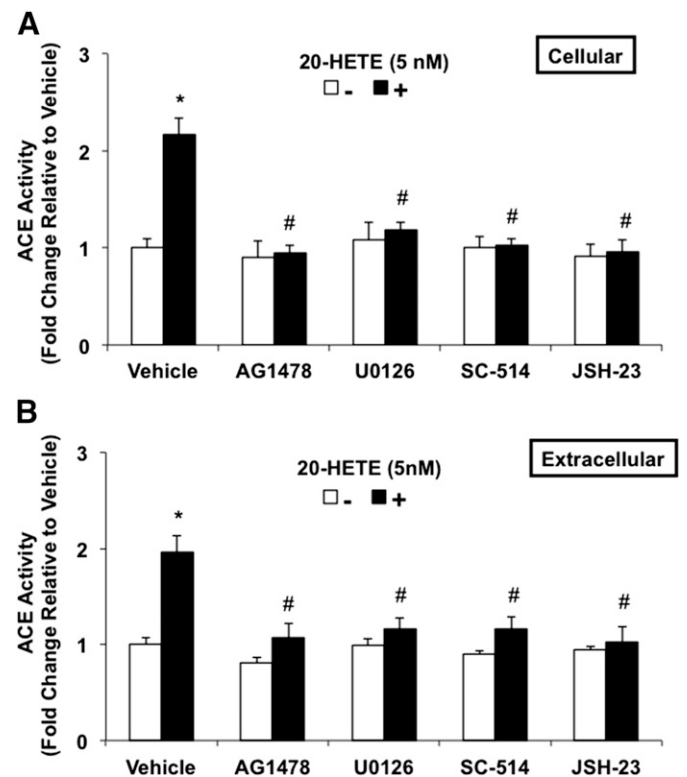 A
Cellular
20-HETE (5 nM)
- +
ACE Activity
(Fold Change Relative to Vehicle)
3
2
1
0
*
#
#
#
#
Vehicle AG1478 U0126 SC-514 JSH-23
B
Extracellular
20-HETE (5nM)
- +
ACE Activity
(Fold Change Relative to Vehicle)
3
2
1
0
*
#
#
#
#
Vehicle AG1478 U0126 SC-514 JSH-23